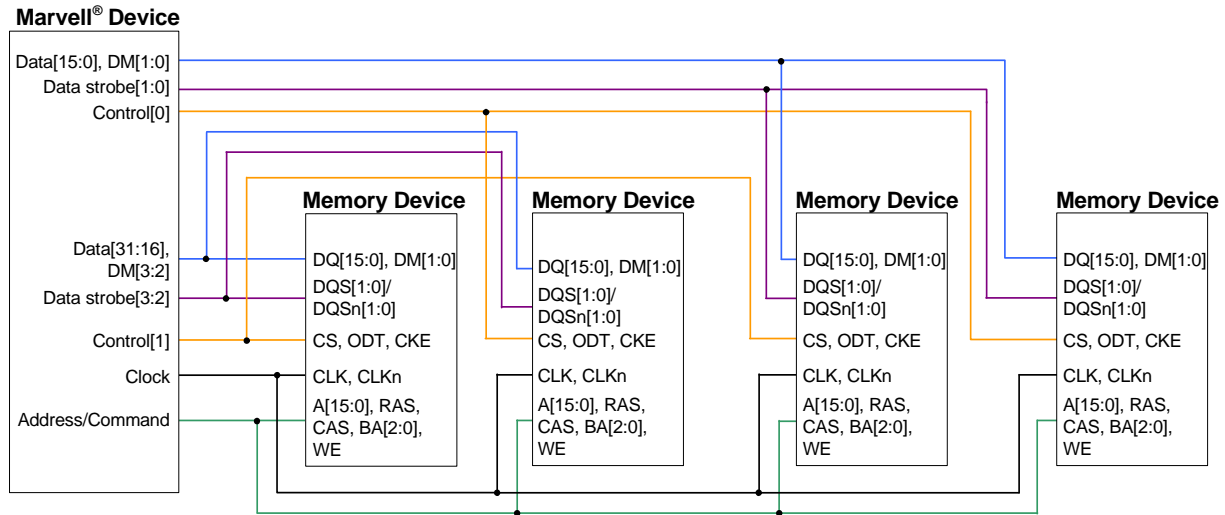 Marvell® Device
Data[15:0], DM[1:0]
Data strobe[1:0]
Control[0]
Data[31:16],
DM[3:2]
Data strobe[3:2]
Control[1]
Clock
Address/Command
Memory Device
DQ[15:0], DM[1:0]
DQS[1:0]/
DQSn[1:0]
CS, ODT, CKE
CLK, CLKn
A[15:0], RAS,
CAS, BA[2:0],
WE
Memory Device
DQ[15:0], DM[1:0]
DQS[1:0]/
DQSn[1:0]
CS, ODT, CKE
CLK, CLKn
A[15:0], RAS,
CAS, BA[2:0],
WE
Memory Device
DQ[15:0], DM[1:0]
DQS[1:0]/
DQSn[1:0]
CS, ODT, CKE
CLK, CLKn
A[15:0], RAS,
CAS, BA[2:0],
WE
Memory Device
DQ[15:0], DM[1:0]
DQS[1:0]/
DQSn[1:0]
CS, ODT, CKE
CLK, CLKn
A[15:0], RAS,
CAS, BA[2:0],
WE